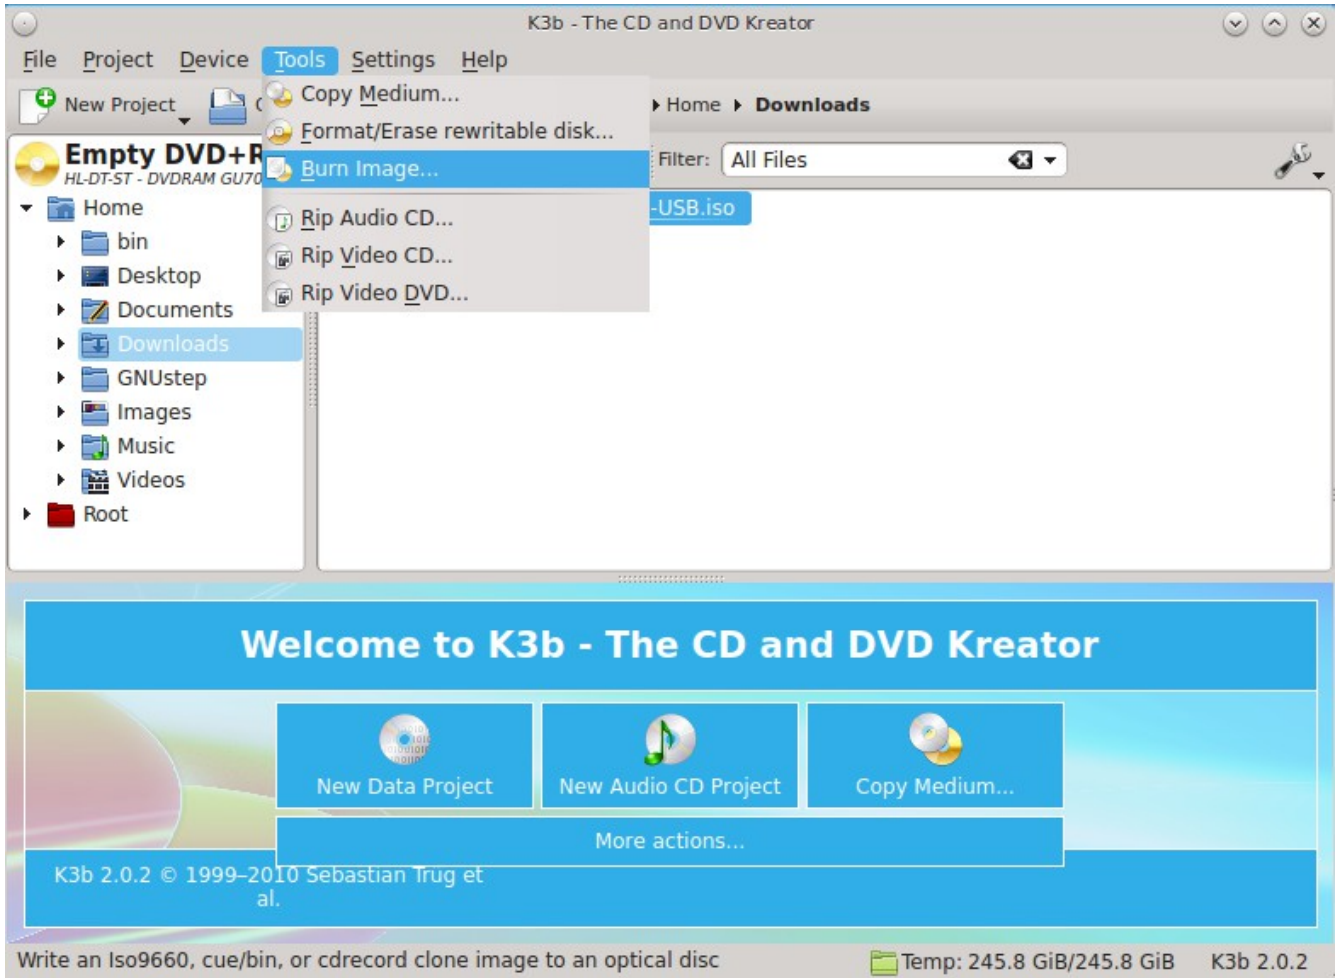 K3b - The CD and DVD Kreator
File Project Device Tools Settings Help
New Project
Home Downloads
Copy Medium...
Format/Erase rewritable disk...
Burn Image...
Rip Audio CD...
Rip Video CD...
Rip Video DVD...
Empty DVD+R
HL-DT-ST - DVDRAM GU70
Filter: All Files
-USB.iso
Home
bin
Desktop
Documents
Downloads
GNUstep
Images
Music
Videos
Root
Welcome to K3b - The CD and DVD Kreator
New Data Project New Audio CD Project Copy Medium...
More actions...
K3b 2.0.2 © 1999–2010 Sebastian Trug et
al.
Write an Iso9660, cue/bin, or cdrecord clone image to an optical disc Temp: 245.8 GiB/245.8 GiB K3b 2.0.2